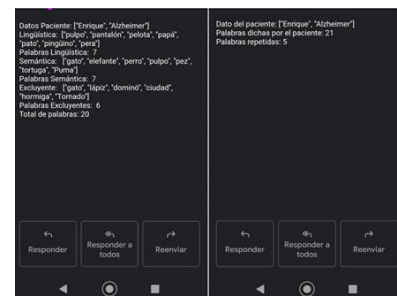 Datos Paciente: ["Enrique", "Alzheimer"]
Lingüística: ["pulpo", "pantalón", "pelota", "papá",
"pato", "pingüino", "pera"]
Palabras Lingüística: 7
Semántica: ["gato", "elefante", "perro", "pulpo", "pez",
"tortuga", "Puma"]
Palabras Semántica: 7
Excluyente: ["gato", "lápiz", "dominó", "ciudad",
"hormiga", "Tornado"]
Palabras Excluyentes: 6
Total de palabras: 20
Responder
Responder a
todos
Reenviar
Dato del paciente: ["Enrique", "Alzheimer"]
Palabras dichas por el paciente: 21
Palabras repetidas: 5
Responder
Responder a
todos
Reenviar